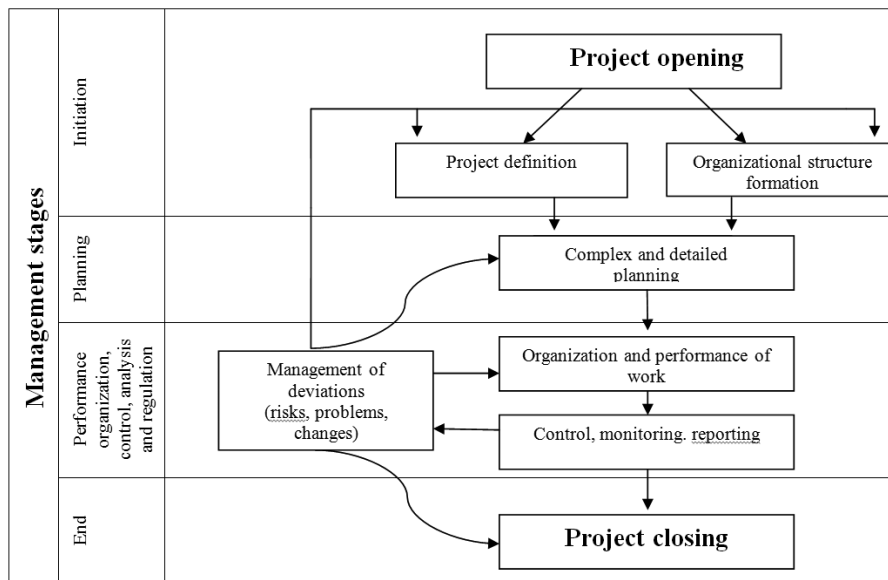 Management stages
Initiation
Project opening
Project definition
Organizational structure
formation
Planning
Complex and detailed
planning
Performance
organization,
control, analysis
and regulation
Management of
deviations
(risks, problems,
changes)
Organization and performance of
work
Control, monitoring. reporting
End
Project closing